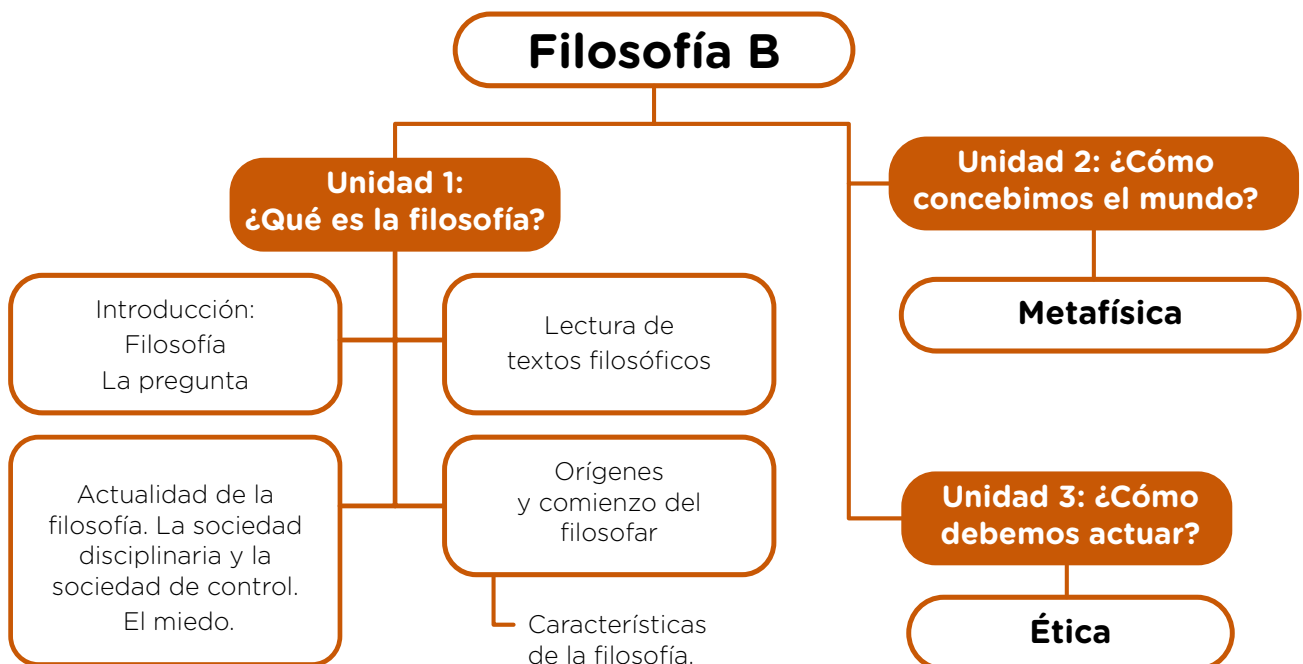 Filosofía B
Unidad 1:
¿Qué es la filosofía?
Introducción:
Filosofía
La pregunta
Lectura de
textos filosóficos
Actualidad de la
filosofía. La sociedad
disciplinaria y la
sociedad de control.
El miedo.
Orígenes
y comienzo del
filosofar
Características
de la filosofía.
Unidad 2: ¿Cómo
concebimos el mundo?
Metafísica
Unidad 3: ¿Cómo
debemos actuar?
Ética